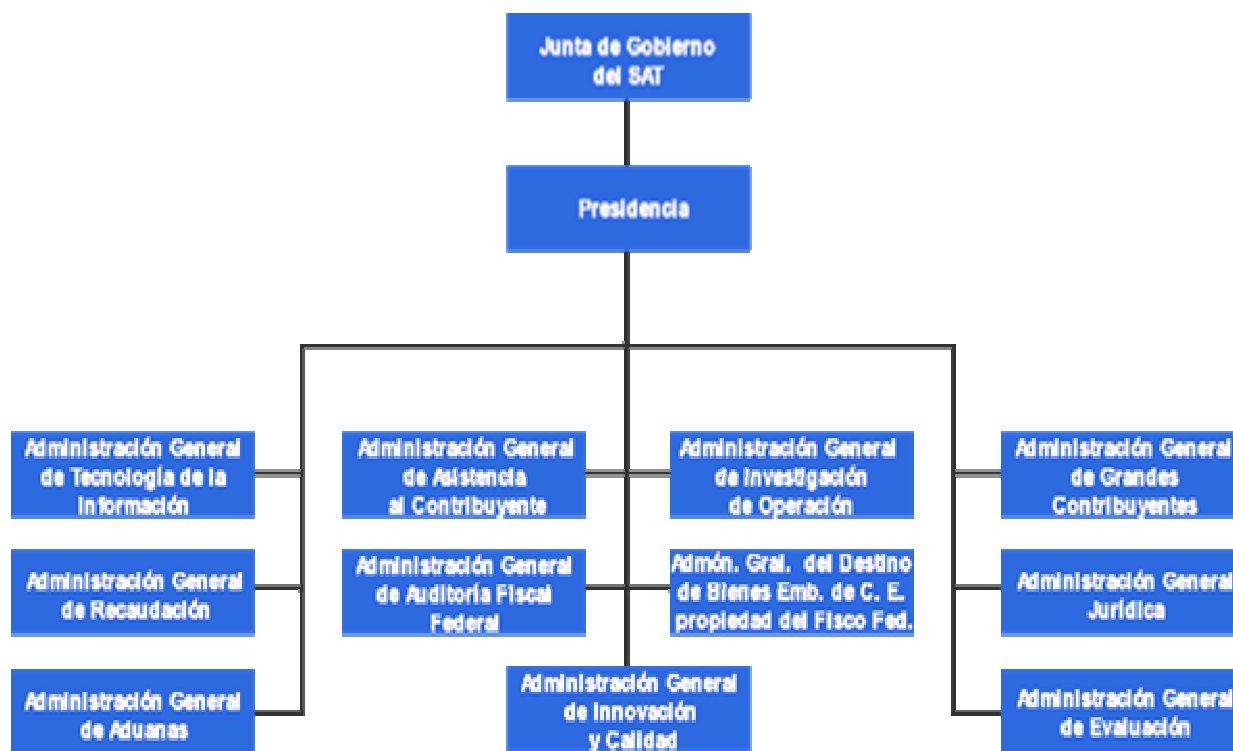 Junta de Gobierno
del SAT
Presidencia
Administración General
de Tecnología de la
Información
Administración General
de Asistencia
al Contribuyente
Administración General
de Investigación
de Operación
Administración General
de Grandes
Contribuyentes
Administración General
de Recaudación
Administración General
de Auditoría Fiscal
Federal
Admón. Gral. del Destino
de Bienes Emb. de C. E.
propiedad del Fisco Fed.
Administración General
Jurídica
Administración General
de Aduanas
Administración General
de Innovación
y Calidad
Administración General
de Evaluación